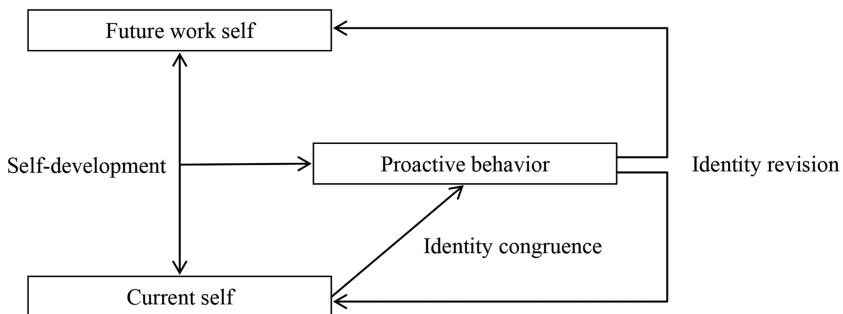 Future work self
Self-development
Proactive behavior
Identity revision
Identity congruence
Current self